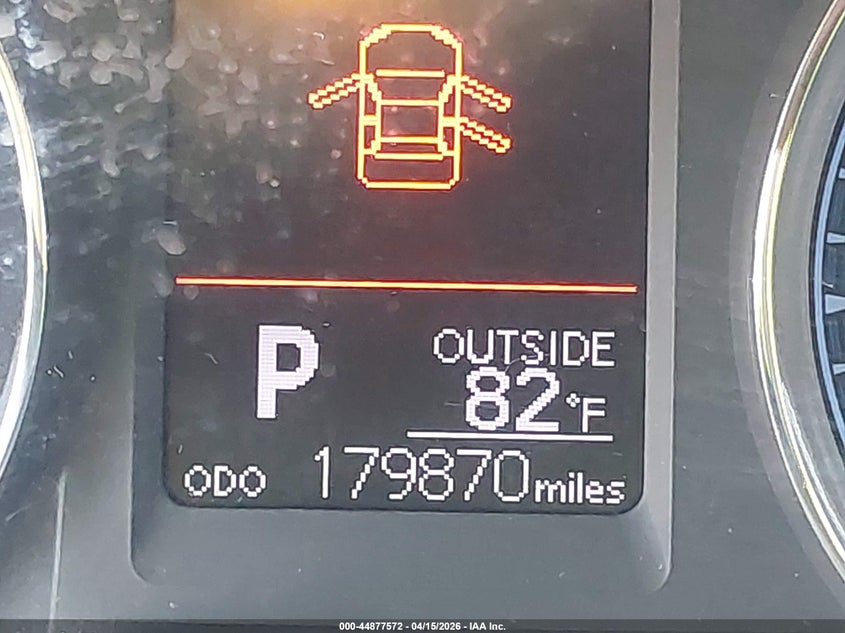 P
OUTSIDE
82°F
ODO 179870 miles
000-44877572 - 04/15/2026 - IAA Inc.